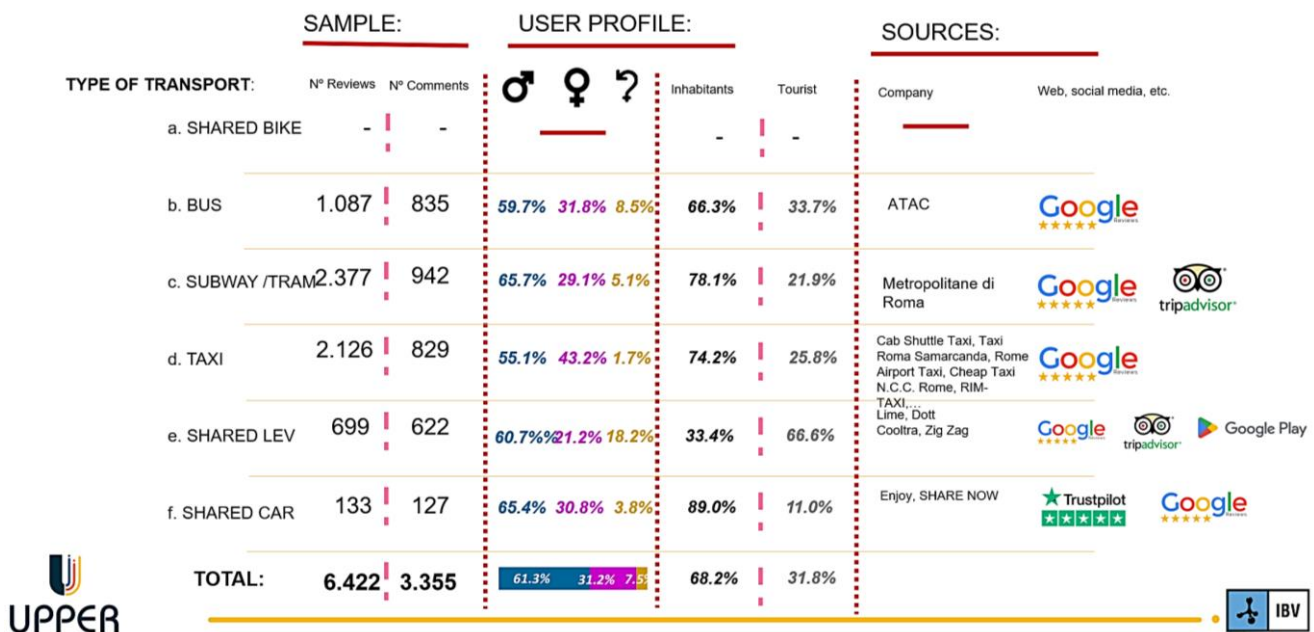 SAMPLE: USER PROFILE: SOURCES:
TYPE OF TRANSPORT: Nº Reviews Nº Comments Inhabitants Tourist Company Web, social media, etc.
a. SHARED BIKE - - - -
b. BUS 1.087 835 59.7% 31.8% 8.5% 66.3% 33.7% ATAC Google Reviews
c. SUBWAY /TRAM 2.377 942 65.7% 29.1% 5.1% 78.1% 21.9% Metropolitane di Roma Google Reviews tripadvisor
d. TAXI 2.126 829 55.1% 43.2% 1.7% 74.2% 25.8% Cab Shuttle Taxi, Taxi
Roma Samarcanda, Rome
Airport Taxi, Cheap Taxi
N.C.C. Rome, RIM-
TAXI,... Google Reviews
e. SHARED LEV 699 622 60.7%% 21.2% 18.2% 33.4% 66.6% Lime, Dott
Cooltra, Zig Zag Google Reviews tripadvisor Google Play
f. SHARED CAR 133 127 65.4% 30.8% 3.8% 89.0% 11.0% Enjoy, SHARE NOW Trustpilot Google Reviews
TOTAL: 6.422 3.355 61.3% 31.2% 7.5% 68.2% 31.8%
UPPER IBV